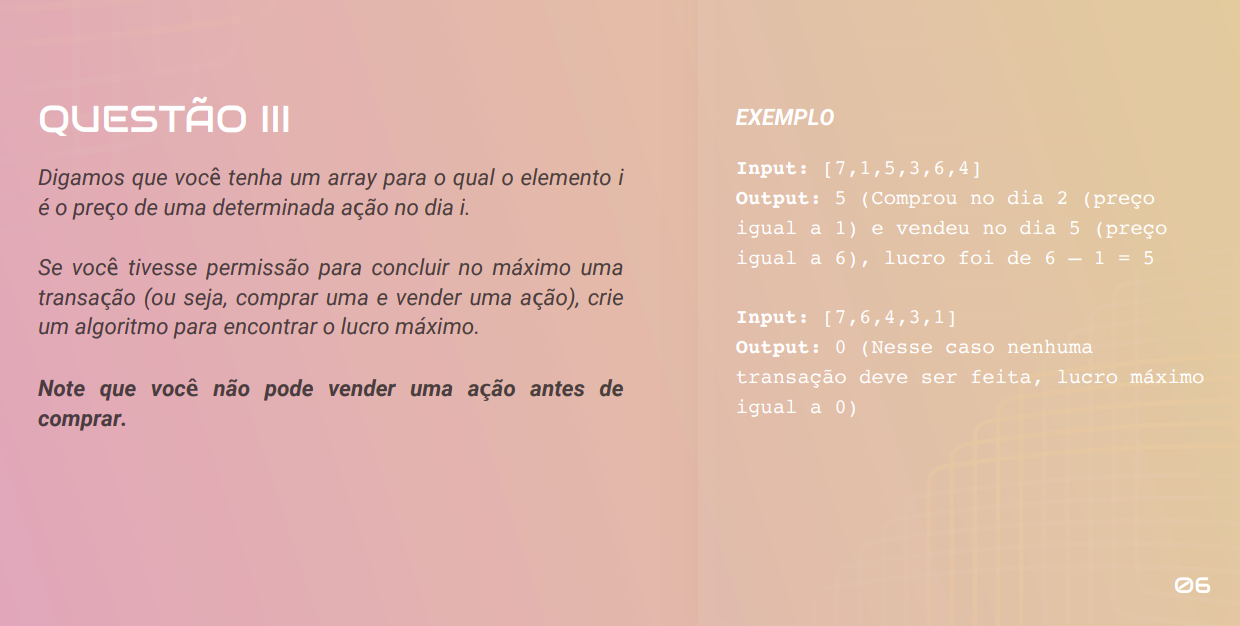 QUESTÃO III
Digamos que você tenha um array para o qual o elemento i
é o preço de uma determinada ação no dia i.
Se você tivesse permissão para concluir no máximo uma
transação (ou seja, comprar uma e vender uma ação), crie
um algoritmo para encontrar o lucro máximo.
Note que você não pode vender uma ação antes de
comprar.
EXEMPLO
Input: [7,1,5,3,6,4]
Output: 5 (Comprou no dia 2 (preço
igual a 1) e vendeu no dia 5 (preço
igual a 6), lucro foi de 6 – 1 = 5
Input: [7,6,4,3,1]
Output: 0 (Nesse caso nenhuma
transação deve ser feita, lucro máximo
igual a 0)
06